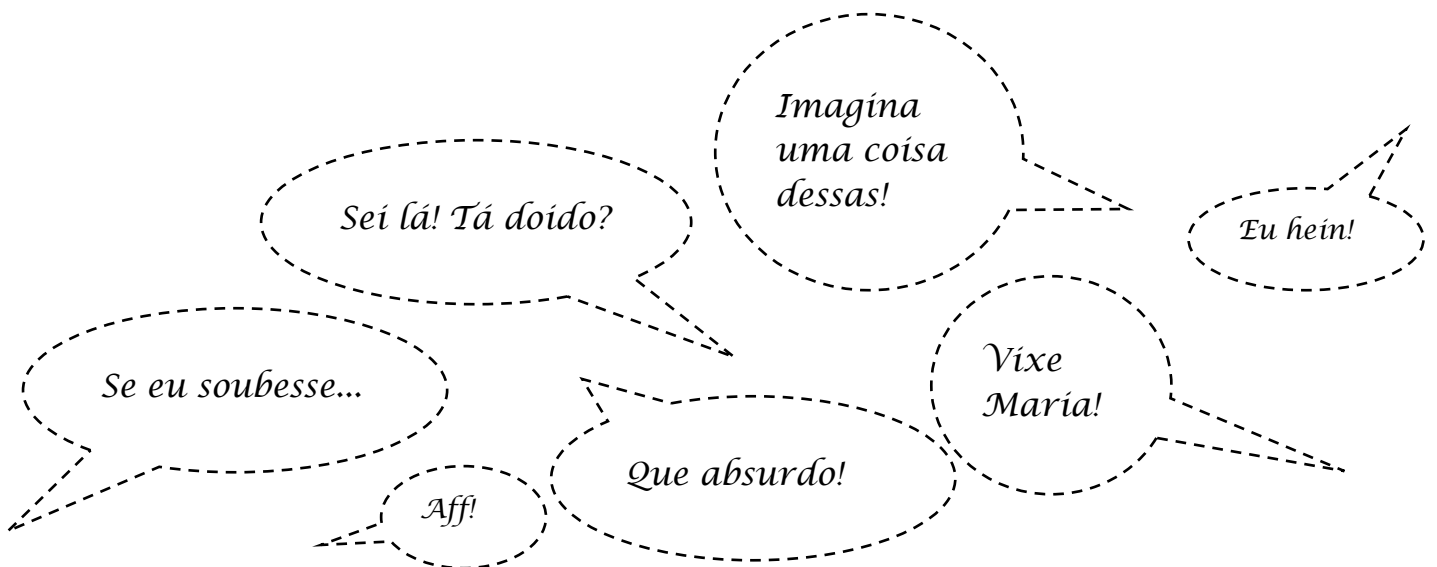 Imagina
uma coisa
dessas!
Sei lá! Tá doido?
Eu hein!
Se eu soubesse...
Vixe
Maria!
Que absurdo!
Aff!